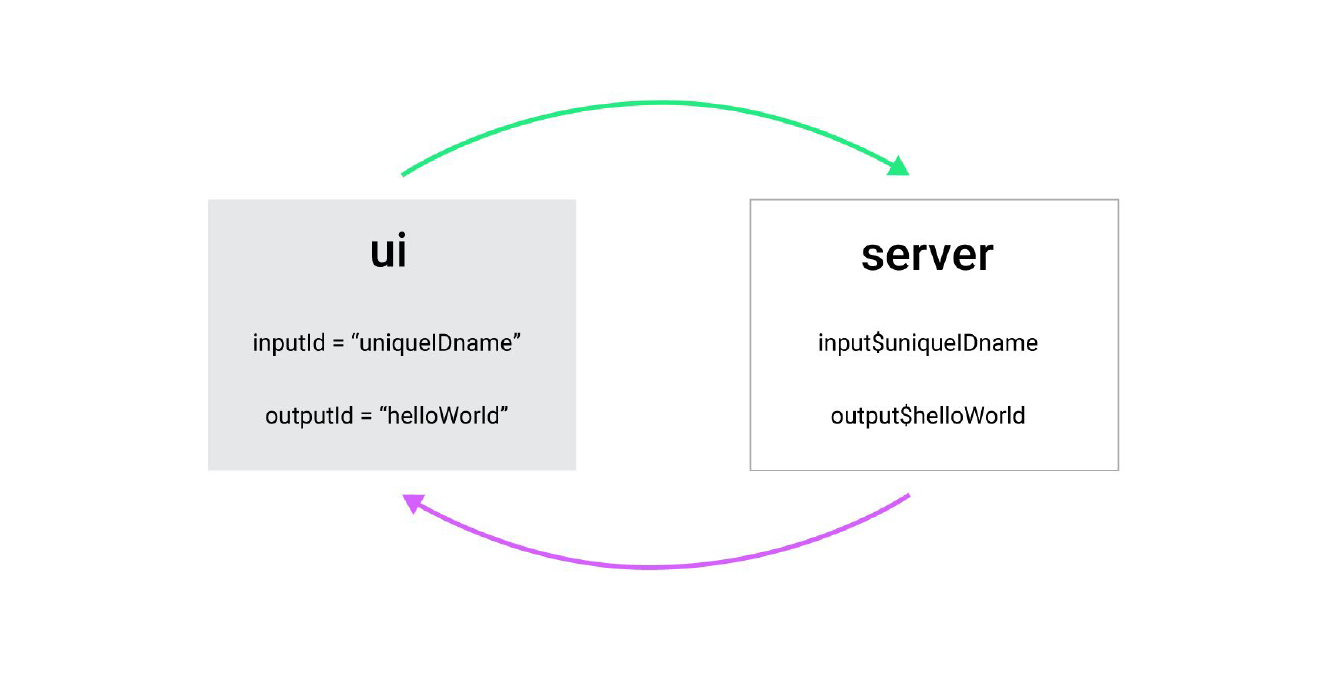 ui
inputId = “uniqueIDname”
outputId = “helloWorld”
server
input$uniqueIDname
output$helloWorld